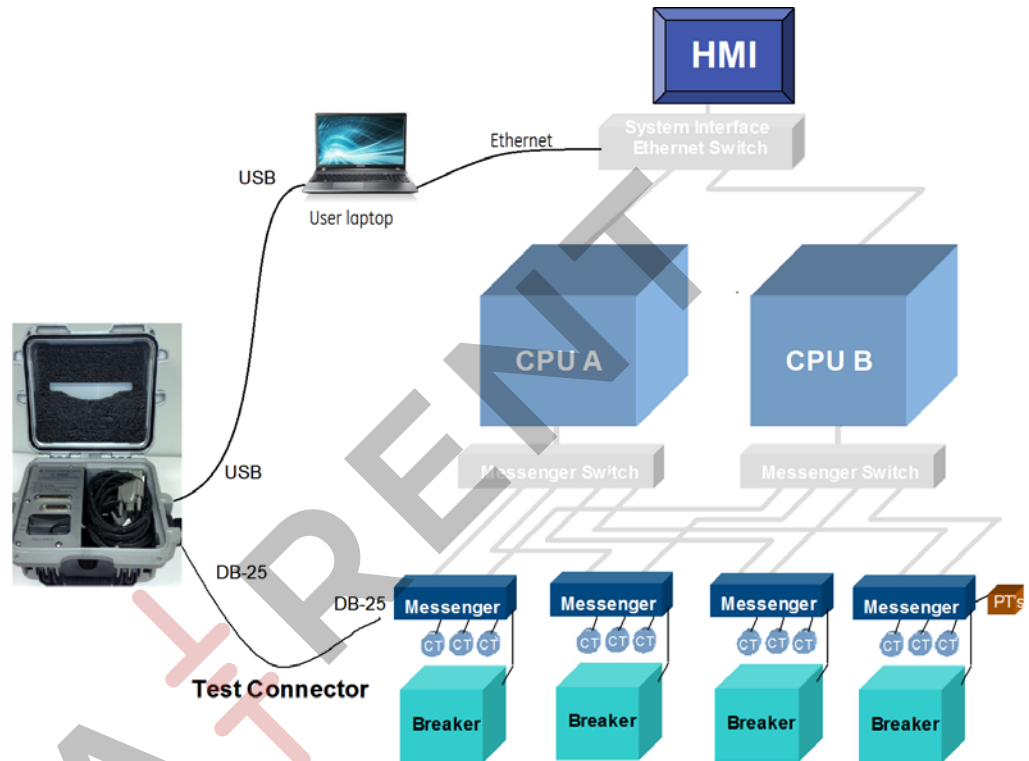 HMI
System Interface
Ethernet Switch
Ethernet
USB
User laptop
CPU A
CPU B
USB
Messenger Switch
Messenger Switch
DB-25
DB-25
Messenger
Messenger
Messenger
Messenger
PT's
CT CT CT
CT CT CT
CT CT CT
CT CT CT
Test Connector
Breaker
Breaker
Breaker
Breaker
RENT